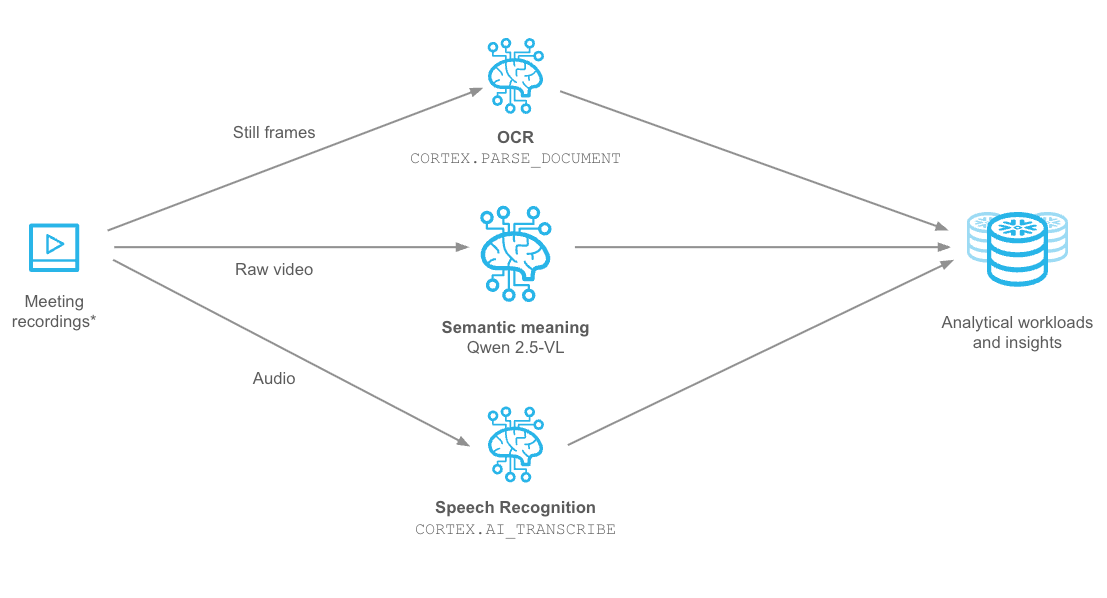 Still frames
OCR
CORTEX.PARSE_DOCUMENT
Meeting
recordings*
Raw video
Semantic meaning
Qwen 2.5-VL
Analytical workloads
and insights
Audio
Speech Recognition
CORTEX.AI_TRANSCRIBE